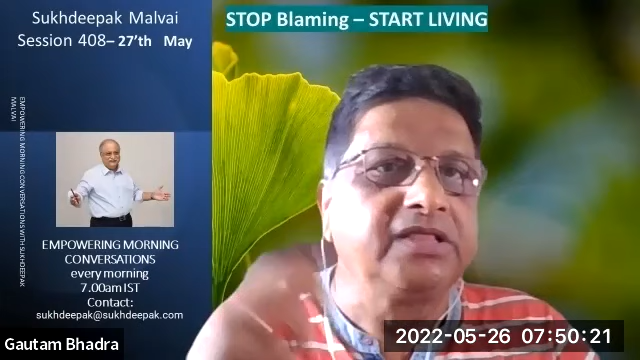 Sukhdeepak Malvai
Session 408– 27'th May
STOP Blaming – START LIVING
EMPOWERING MORNING CONVERSATIONS WITH SUKHDEEPAK
MALVAI
EMPOWERING MORNING
CONVERSATIONS
every morning
7.00am IST
Contact:
sukhdeepak@sukhdeepak.com
Gautam Bhadra
2022-05-26 07:50:21